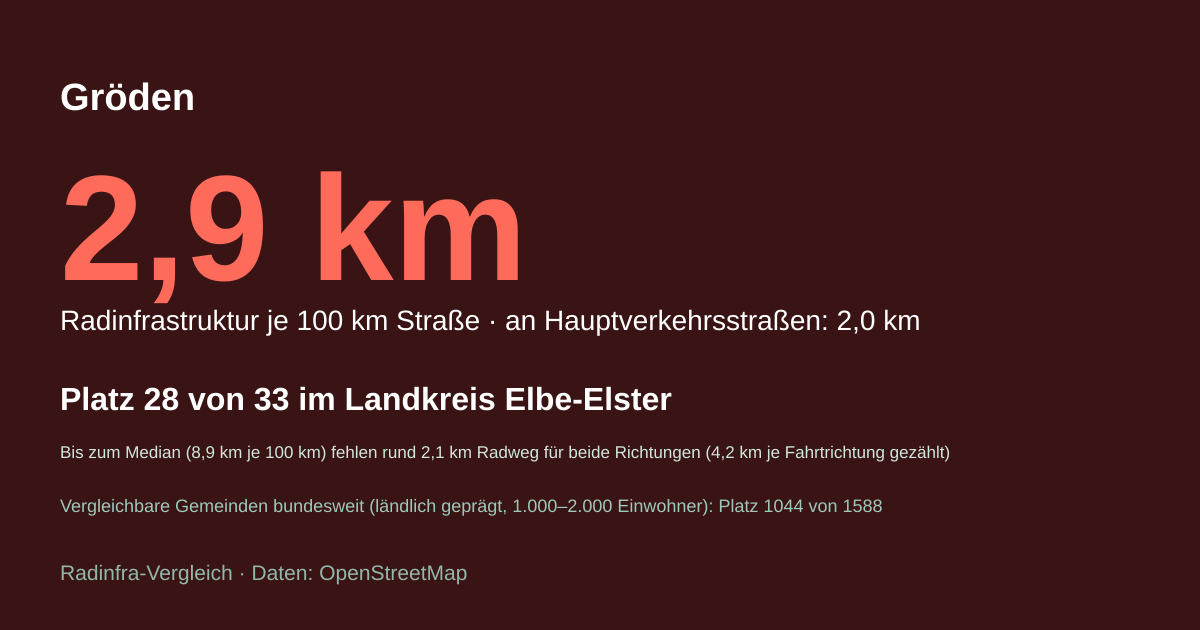 Gröden
2,9 km
Radinfrastruktur je 100 km Straße · an Hauptverkehrsstraßen: 2,0 km
Platz 28 von 33 im Landkreis Elbe-Elster
Bis zum Median (8,9 km je 100 km) fehlen rund 2,1 km Radweg für beide Richtungen (4,2 km je Fahrtrichtung gezählt)
Vergleichbare Gemeinden bundesweit (ländlich geprägt, 1.000–2.000 Einwohner): Platz 1044 von 1588
Radinfra-Vergleich · Daten: OpenStreetMap